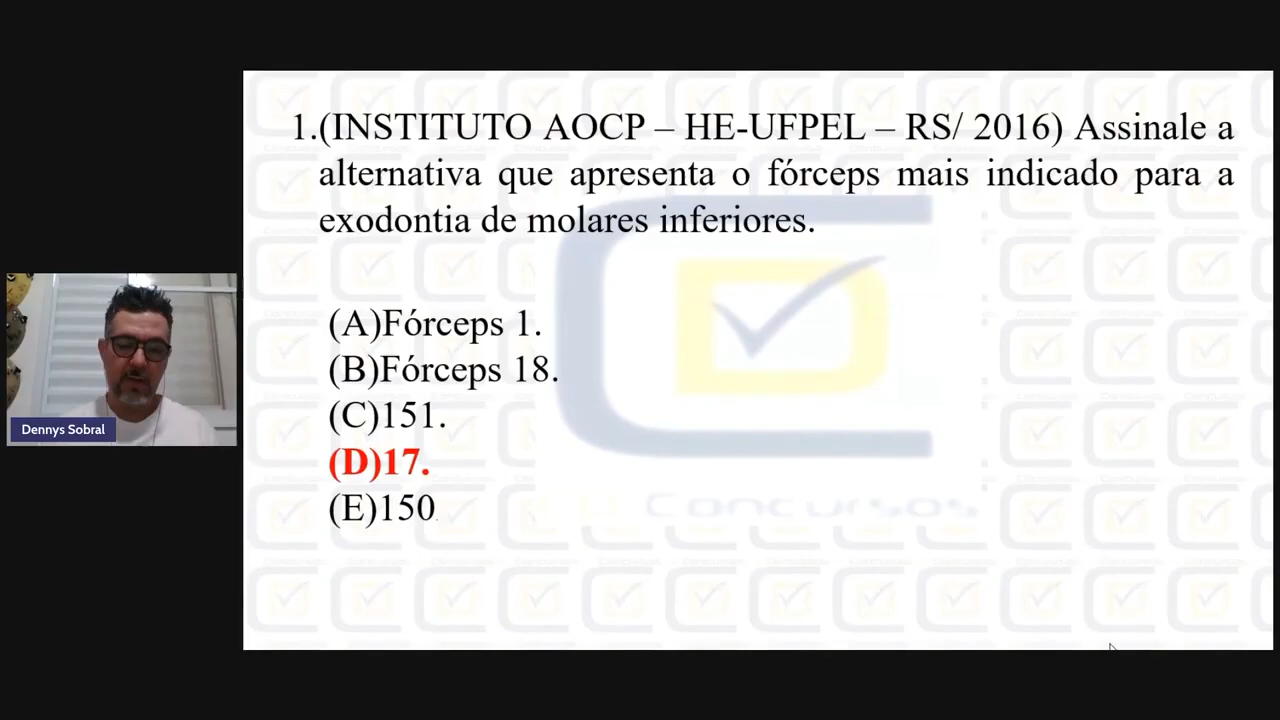 1.(INSTITUTO AOCP – HE-UFPEL – RS/ 2016) Assinale a
alternativa que apresenta o fórceps mais indicado para a
exodontia de molares inferiores.
(A)Fórceps 1.
(B)Fórceps 18.
(C)151.
(D)17.
(E)150.
Concursos
Dennys Sobral